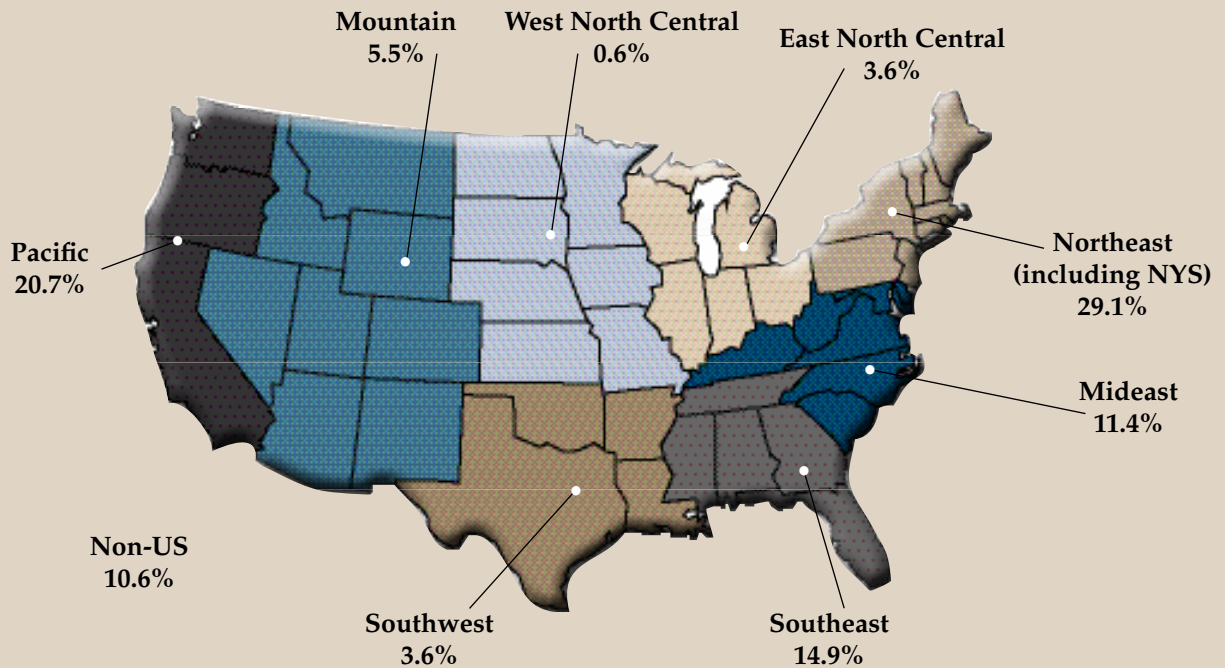 Mountain
5.5%
West North Central
0.6%
East North Central
3.6%
Pacific
20.7%
Northeast
(including NYS)
29.1%
Mideast
11.4%
Non-US
10.6%
Southwest
3.6%
Southeast
14.9%